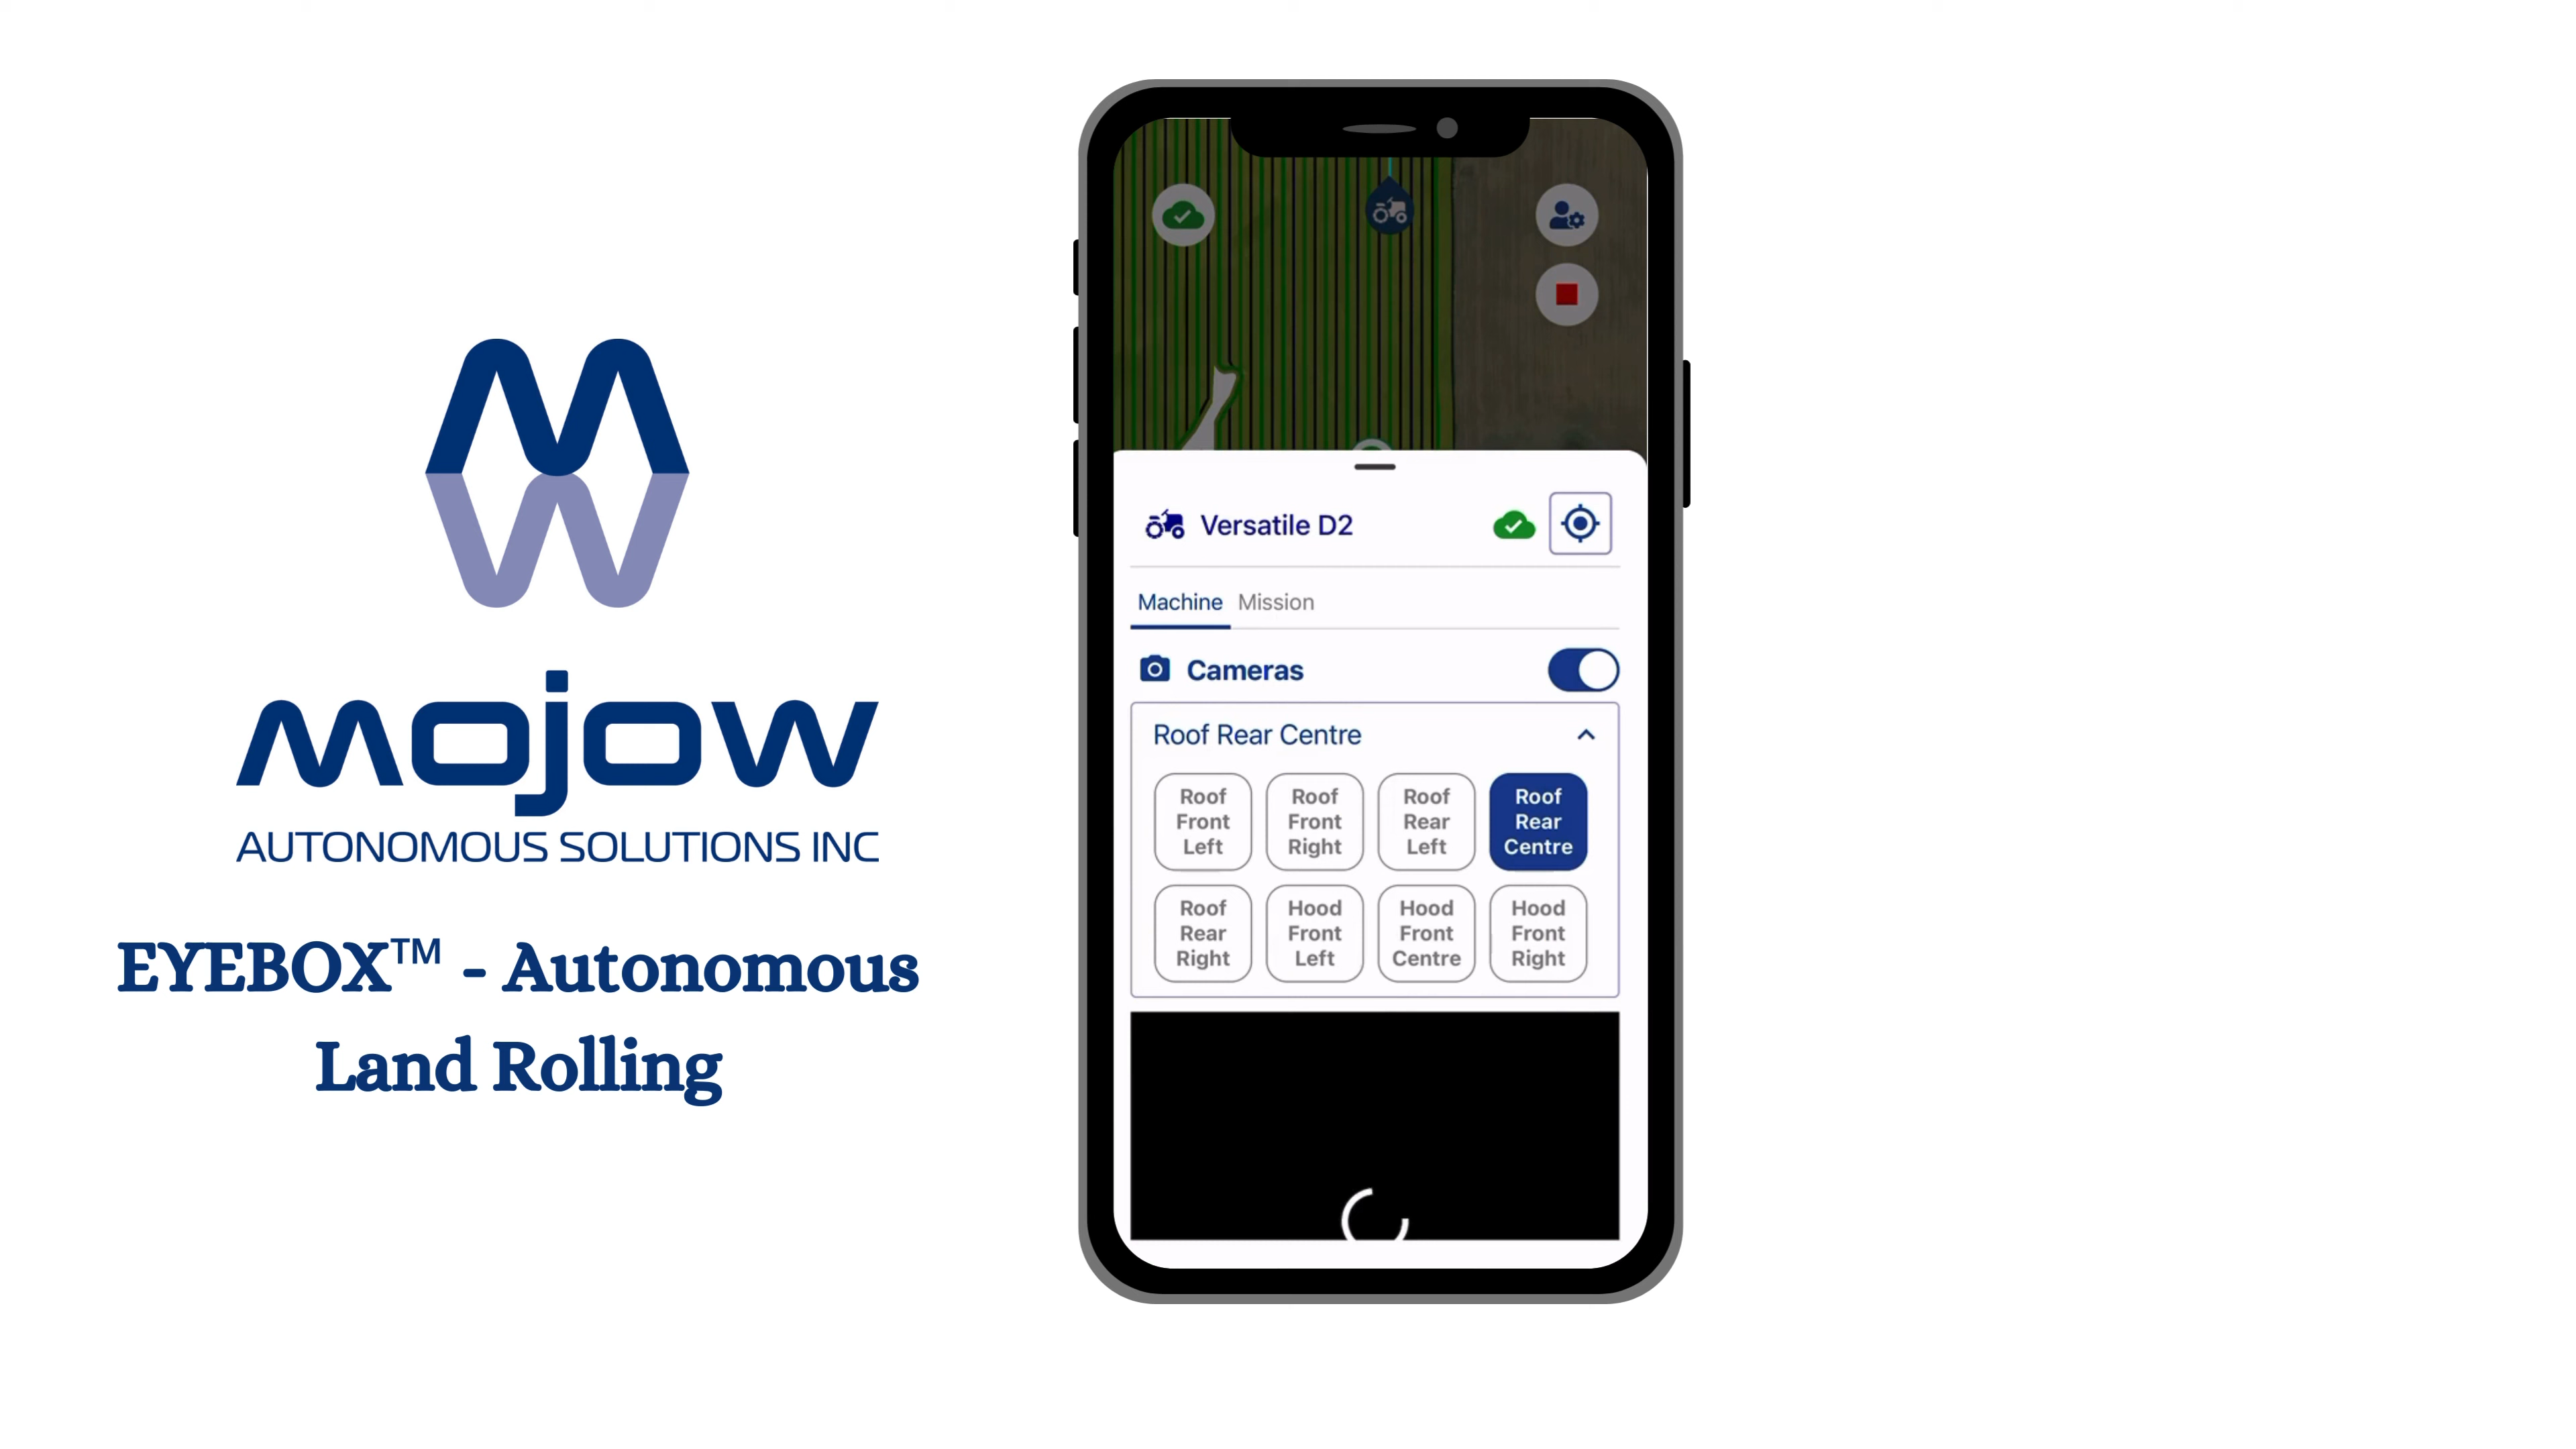 mojow
AUTONOMOUS SOLUTIONS INC
EYEBOX™ - Autonomous
Land Rolling
Versatile D2
Machine Mission
Cameras
Roof Rear Centre
Roof
Front
Left
Roof
Front
Right
Roof
Rear
Left
Roof
Rear
Centre
Roof
Rear
Right
Hood
Front
Left
Hood
Front
Centre
Hood
Front
Right